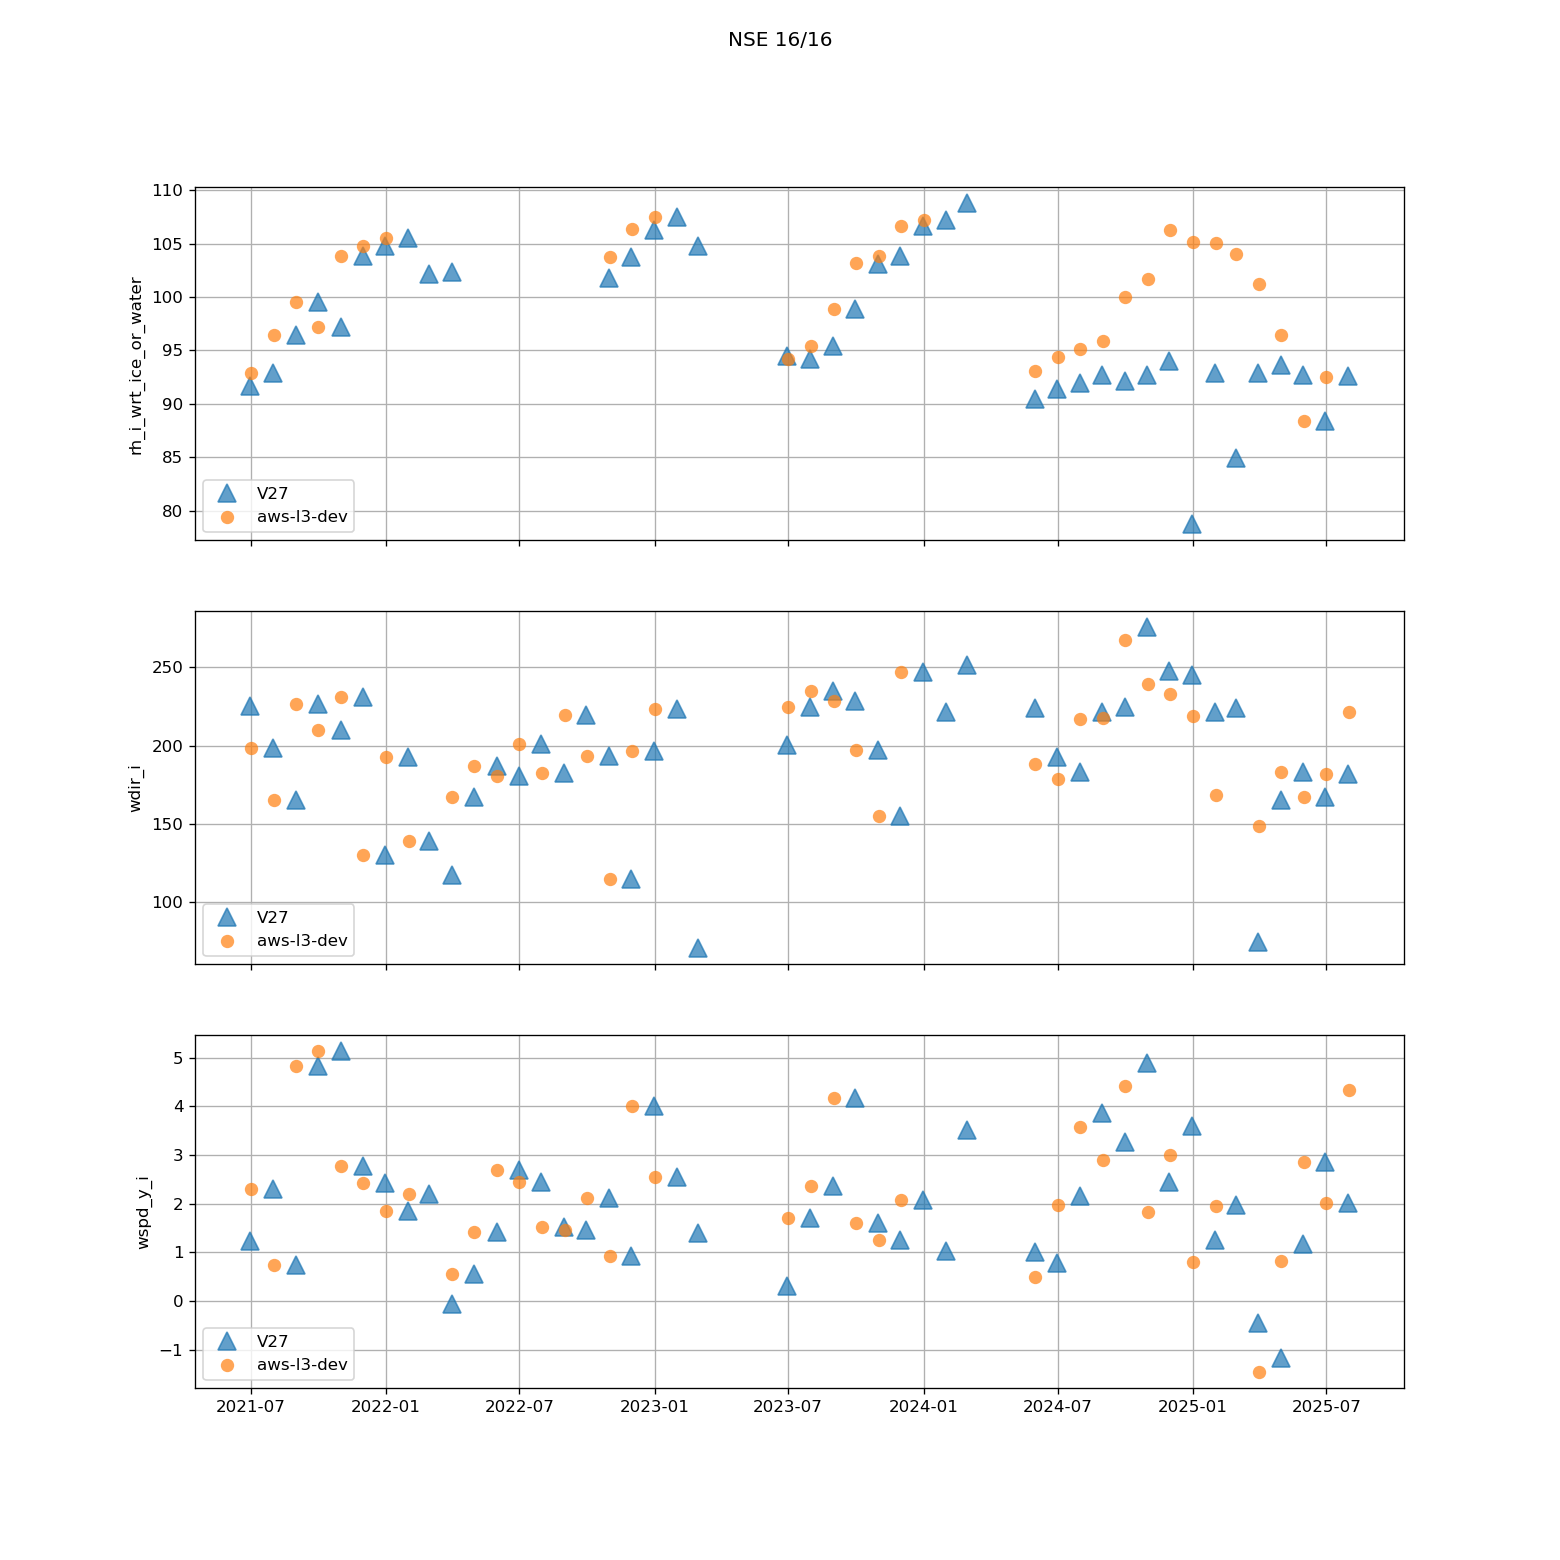 NSE 16/16
110
105
100
95
90
85
80
rh_i_wrt_ice_or_water
V27
aws-l3-dev
250
200
150
100
wdir_i
V27
aws-l3-dev
5
4
3
2
1
0
−1
wspd_y_i
V27
aws-l3-dev
2021-07 2022-01 2022-07 2023-01 2023-07 2024-01 2024-07 2025-01 2025-07